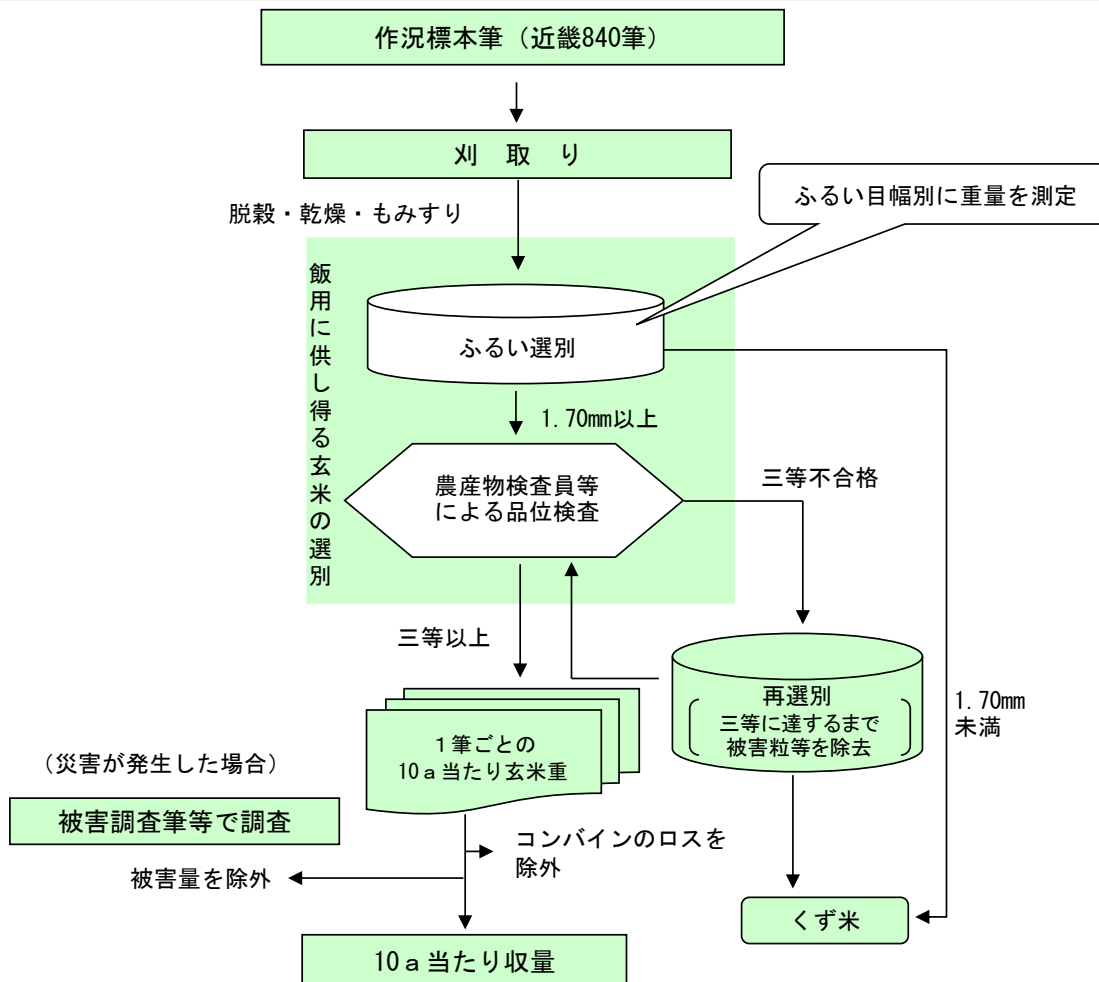 作況標本筆（近畿840筆）
刈　取　り
脱穀・乾燥・もみすり
ふるい目幅別に重量を測定
飯用に供し得る玄米の選別
ふるい選別
1.70mm以上
農産物検査員等
による品位検査
三等不合格
三等以上
再選別
三等に達するまで
被害粒等を除去
1.70mm
未満
１筆ごとの
10ａ当たり玄米重
（災害が発生した場合）
被害調査筆等で調査
コンバインのロスを
除外
被害量を除外
くず米
10ａ当たり収量